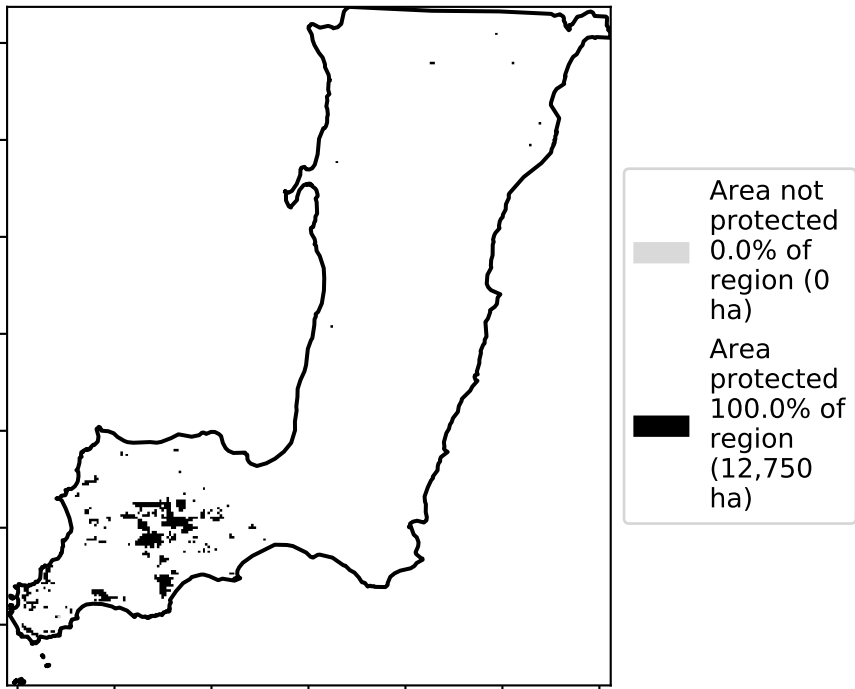 Area not
protected
0.0% of
region (0
ha)
Area
protected
100.0% of
region
(12,750
ha)